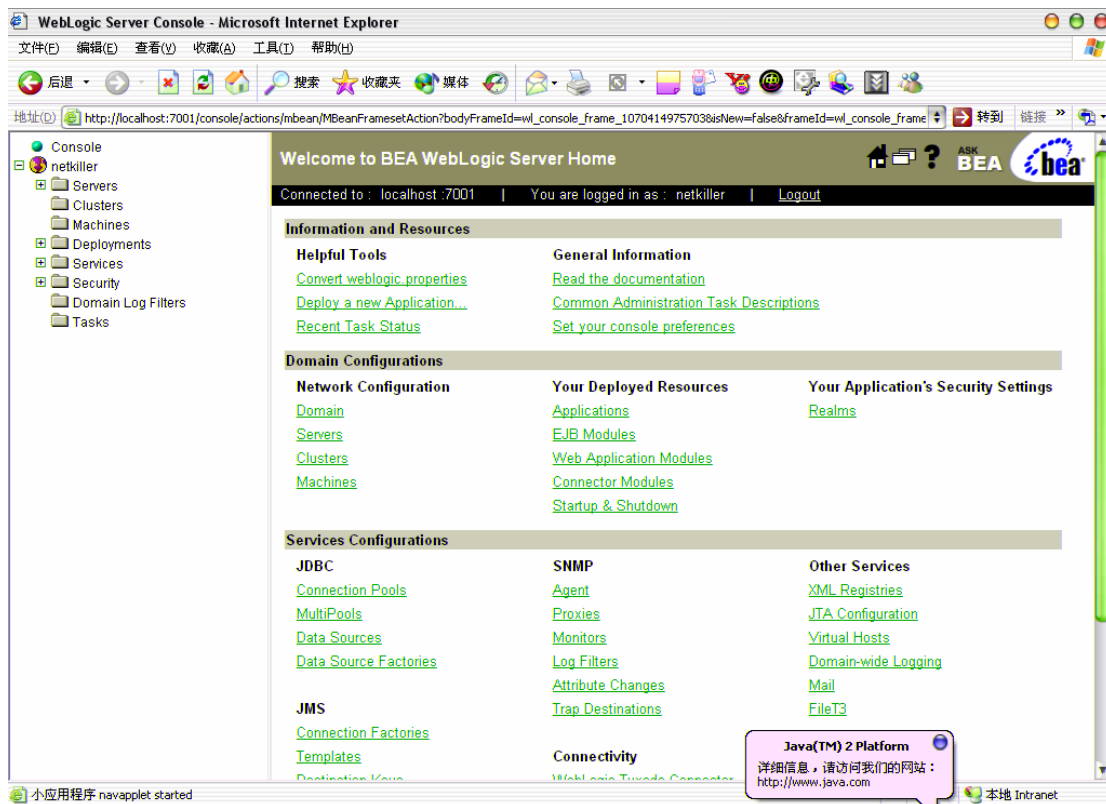 WebLogic Server Console - Microsoft Internet Explorer
文件(F) 编辑(E) 查看(V) 收藏(A) 工具(T) 帮助(H)
后退 搜索 收藏夹 媒体
地址(D) http://localhost:7001/console/actions/mbean/MBeanFramesetAction?bodyFrameId=wl_console_frame_1070414975703&isNew=false&frameId=wl_console_frame 转到 链接 »
Console
netkiller
Servers
Clusters
Machines
Deployments
Services
Security
Domain Log Filters
Tasks
Welcome to BEA WebLogic Server Home
ASK
BEA
bea
Connected to : localhost :7001 | You are logged in as : netkiller | Logout
Information and Resources
Helpful Tools
Convert weblogic.properties
Deploy a new Application...
Recent Task Status
General Information
Read the documentation
Common Administration Task Descriptions
Set your console preferences
Domain Configurations
Network Configuration
Domain
Servers
Clusters
Machines
Your Deployed Resources
Applications
EJB Modules
Web Application Modules
Connector Modules
Startup & Shutdown
Your Application's Security Settings
Realms
Services Configurations
JDBC
Connection Pools
MultiPools
Data Sources
Data Source Factories
JMS
Connection Factories
Templates
Destination Keys
SNMP
Agent
Proxies
Monitors
Log Filters
Attribute Changes
Trap Destinations
Connectivity
WebLogic Tuxedo Connector
Other Services
XML Registries
JTA Configuration
Virtual Hosts
Domain-wide Logging
Mail
FileT3
Java(TM) 2 Platform
详细信息，请访问我们的网站：
http://www.java.com
小应用程序 navapplet started
本地 Intranet